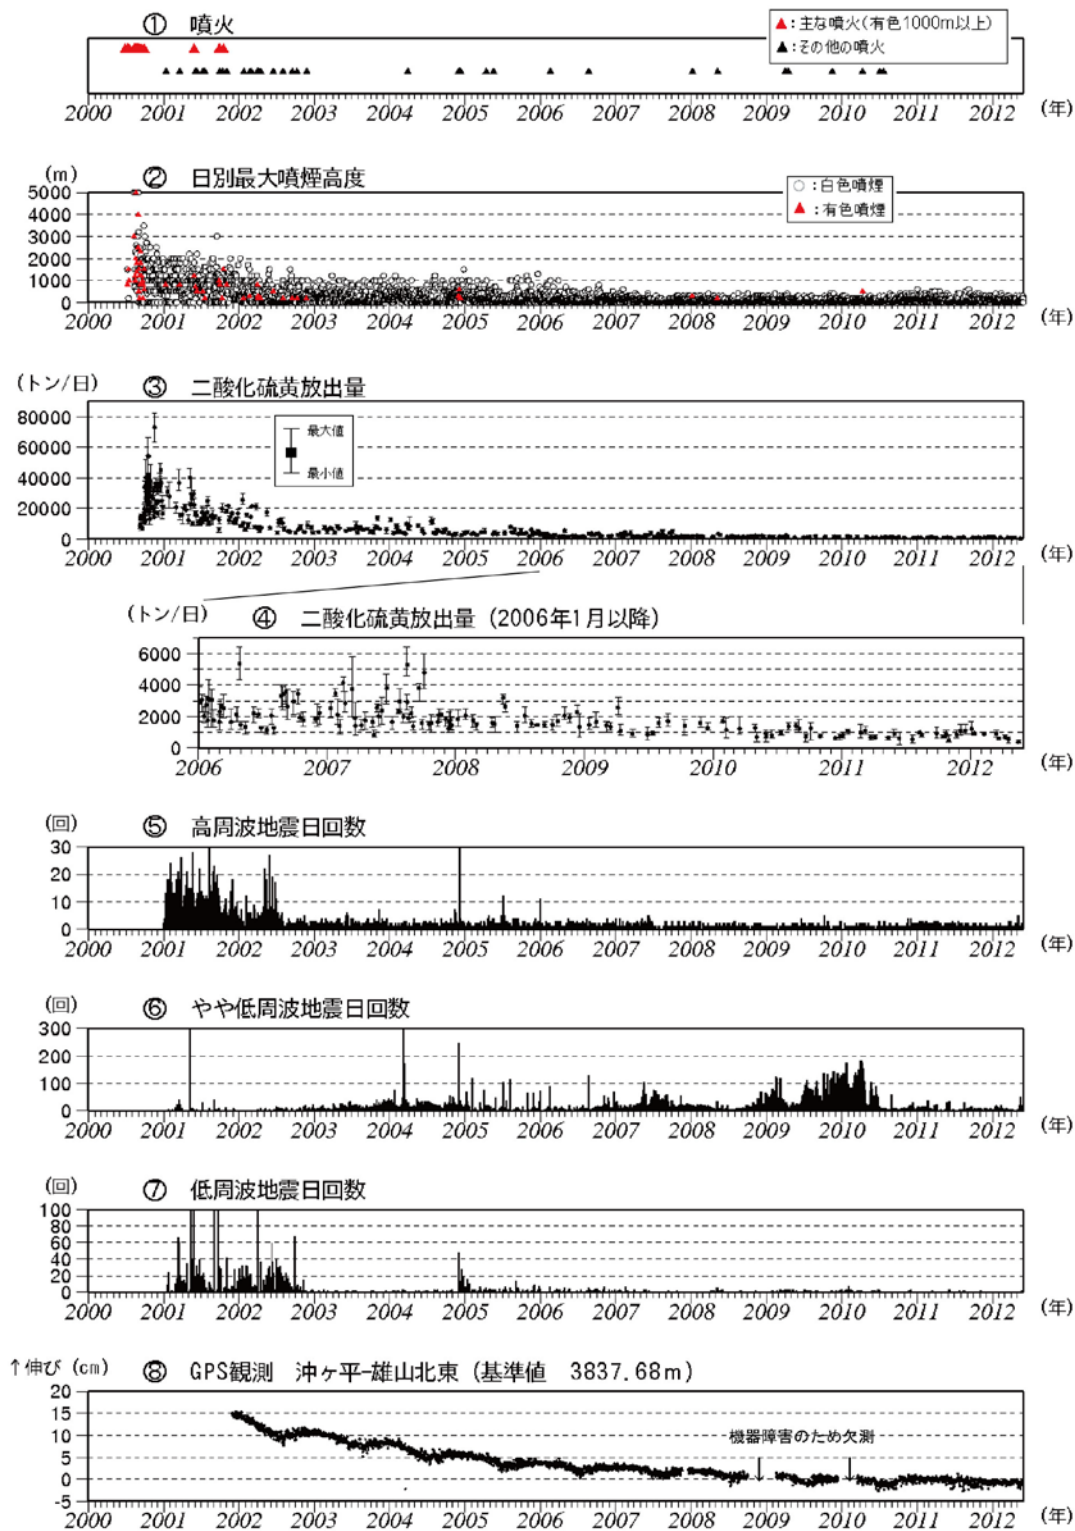 ① 噴火
▲：主な噴火(有色1000m以上)
▲：その他の噴火
2000 2001 2002 2003 2004 2005 2006 2007 2008 2009 2010 2011 2012 (年)
(m) ② 日別最大噴煙高度
○：白色噴煙
▲：有色噴煙
5000
4000
3000
2000
1000
0
2000 2001 2002 2003 2004 2005 2006 2007 2008 2009 2010 2011 2012 (年)
(トン/日) ③ 二酸化硫黄放出量
最大値
最小値
80000
60000
40000
20000
0
2000 2001 2002 2003 2004 2005 2006 2007 2008 2009 2010 2011 2012 (年)
(トン/日) ④ 二酸化硫黄放出量（2006年1月以降）
6000
4000
2000
0
2006 2007 2008 2009 2010 2011 2012 (年)
(回) ⑤ 高周波地震日回数
30
20
10
0
2000 2001 2002 2003 2004 2005 2006 2007 2008 2009 2010 2011 2012 (年)
(回) ⑥ やや低周波地震日回数
300
200
100
0
2000 2001 2002 2003 2004 2005 2006 2007 2008 2009 2010 2011 2012 (年)
(回) ⑦ 低周波地震日回数
100
80
60
40
20
0
2000 2001 2002 2003 2004 2005 2006 2007 2008 2009 2010 2011 2012 (年)
↑伸び (cm) ⑧ GPS観測 沖ヶ平-雄山北東（基準値 3837.68m）
20
15
10
5
0
-5
機器障害のため欠測
2000 2001 2002 2003 2004 2005 2006 2007 2008 2009 2010 2011 2012 (年)